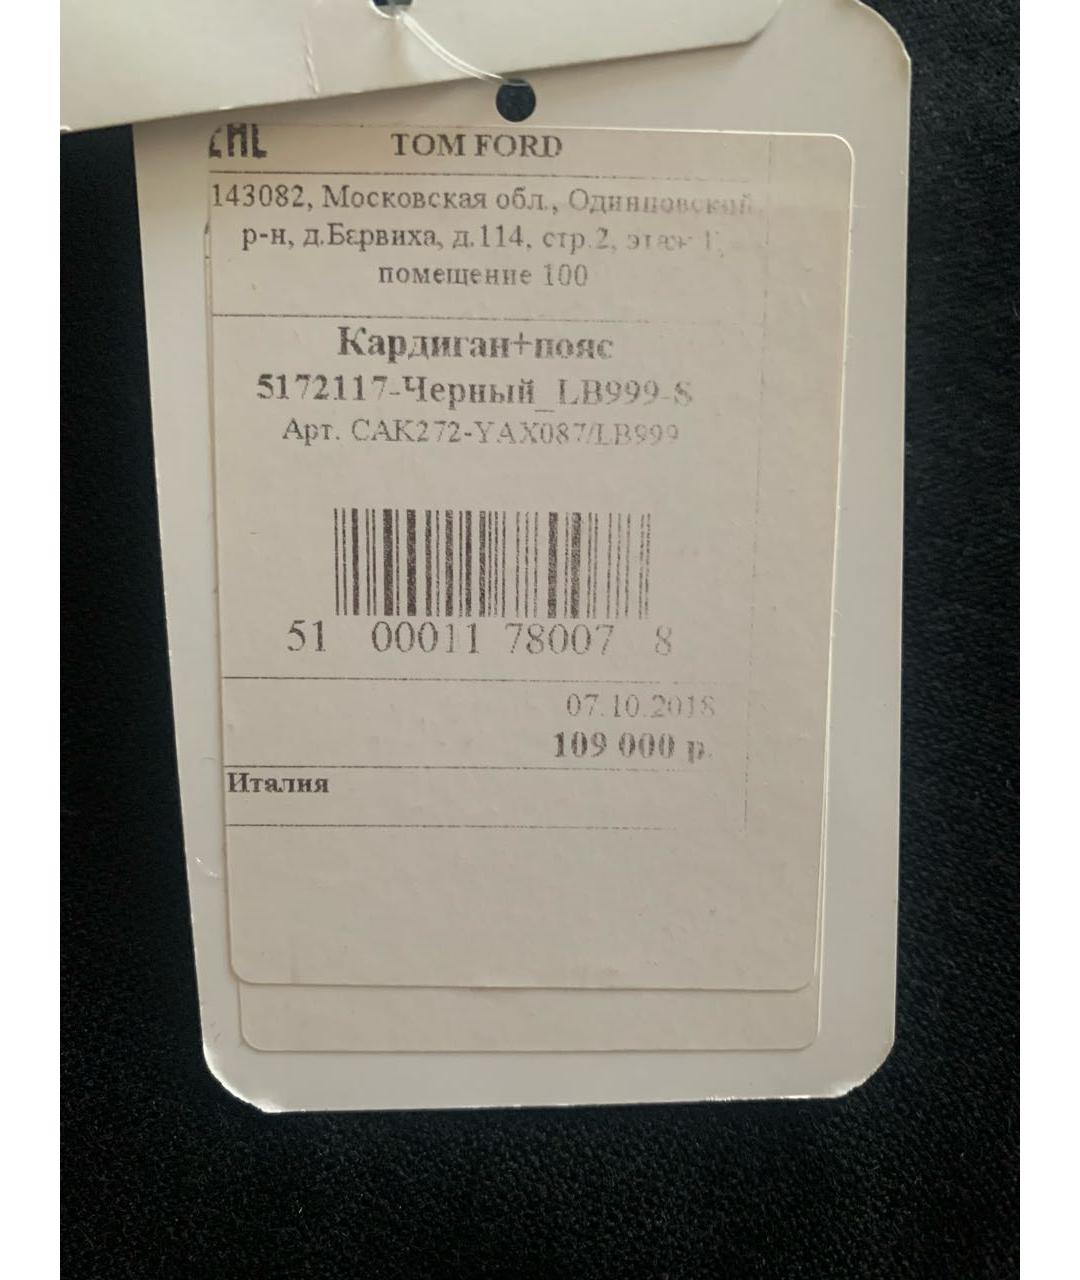 EAC
TOM FORD
143082, Московская обл., Одинцовский
р-н, д.Барвиха, д.114, стр.2, этаж 1,
помещение 100
Кардиган+пояс
5172117-Черный_LB999-S
Арт. CAK272-YAX087/LB999
51 00011 78007 8
07.10.2018
109 000 р.
Италия